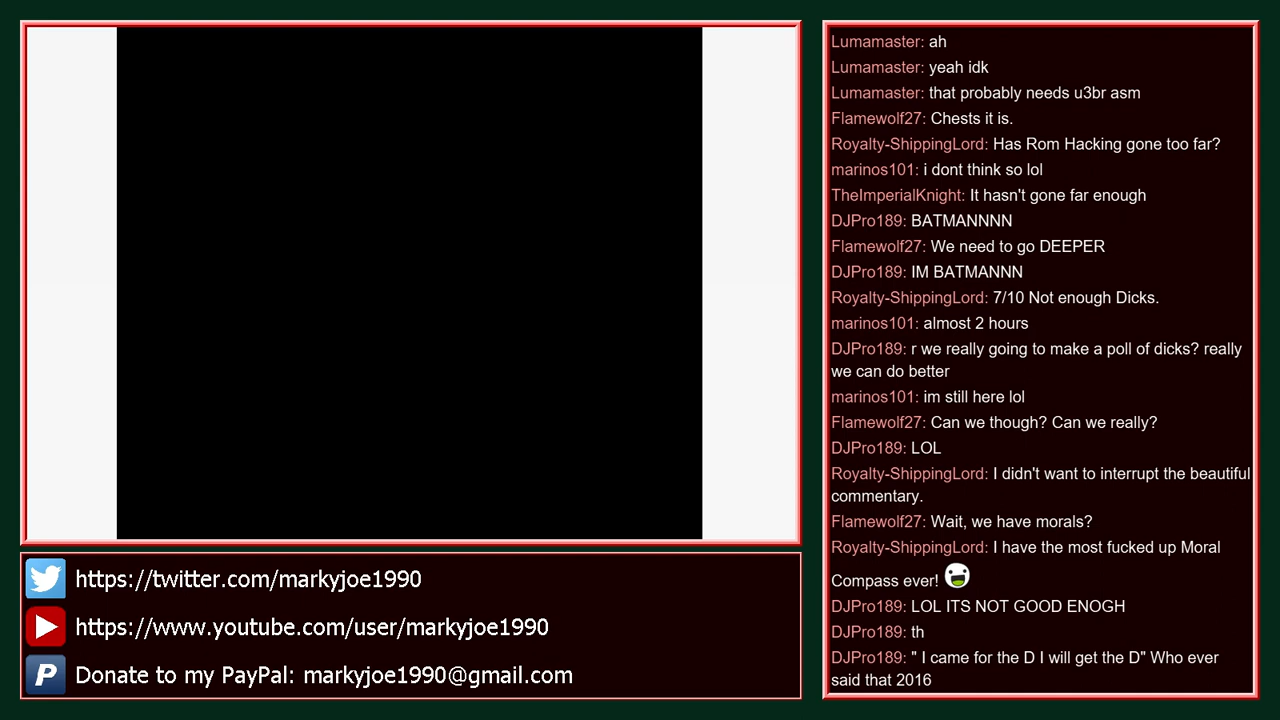 Lumamaster: ah
Lumamaster: yeah idk
Lumamaster: that probably needs u3br asm
Flamewolf27: Chests it is.
Royalty-ShippingLord: Has Rom Hacking gone too far?
marinos101: i dont think so lol
TheImperialKnight: It hasn't gone far enough
DJPro189: BATMANNNN
Flamewolf27: We need to go DEEPER
DJPro189: IM BATMANNN
Royalty-ShippingLord: 7/10 Not enough Dicks.
marinos101: almost 2 hours
DJPro189: r we really going to make a poll of dicks? really
we can do better
marinos101: im still here lol
Flamewolf27: Can we though? Can we really?
DJPro189: LOL
Royalty-ShippingLord: I didn't want to interrupt the beautiful
commentary.
Flamewolf27: Wait, we have morals?
Royalty-ShippingLord: I have the most fucked up Moral
Compass ever!
DJPro189: LOL ITS NOT GOOD ENOGH
DJPro189: th
DJPro189: " I came for the D I will get the D" Who ever
said that 2016
https://twitter.com/markyjoe1990
https://www.youtube.com/user/markyjoe1990
Donate to my PayPal: markyjoe1990@gmail.com